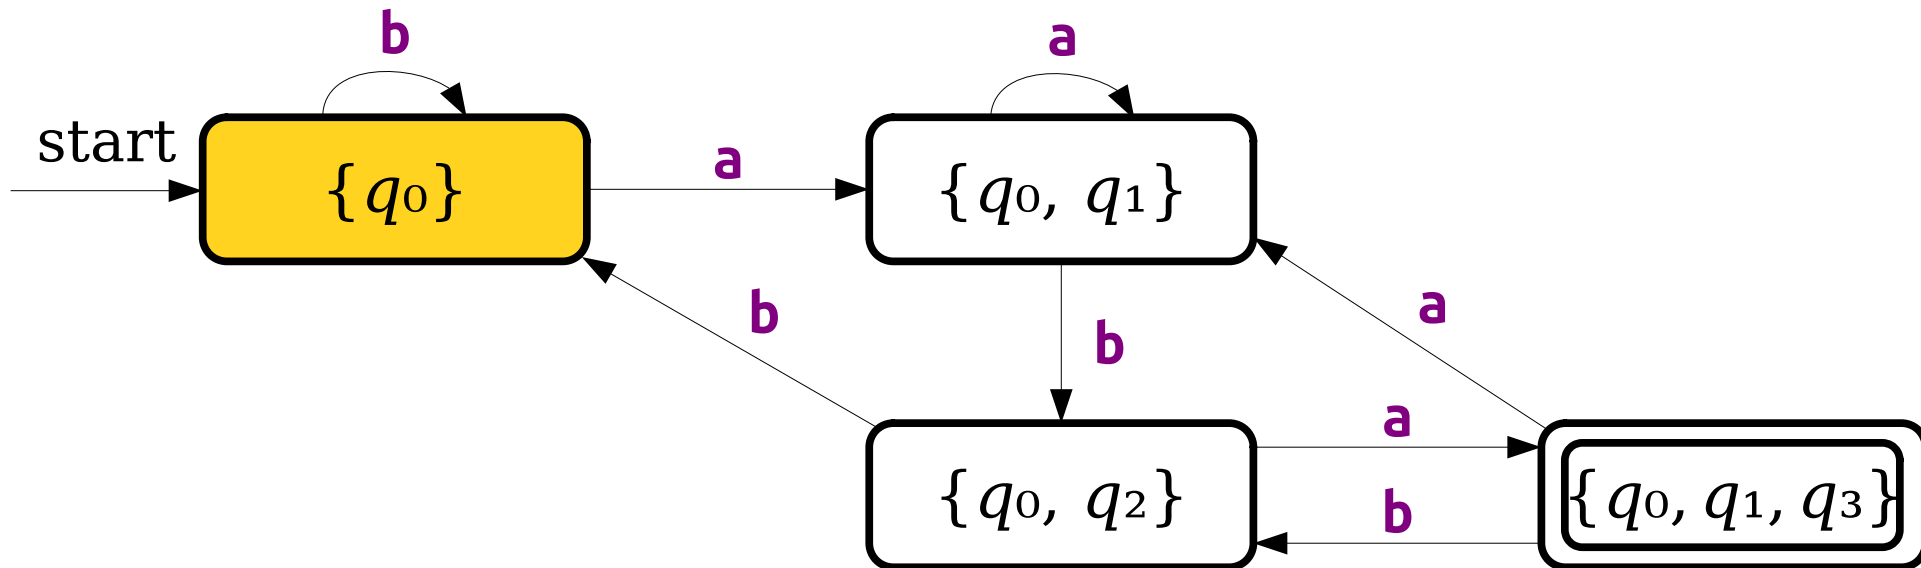 b
a
start
{q₀}
a
{q₀, q₁}
b
b
a
a
{q₀, q₂}
b
{q₀, q₁, q₃}